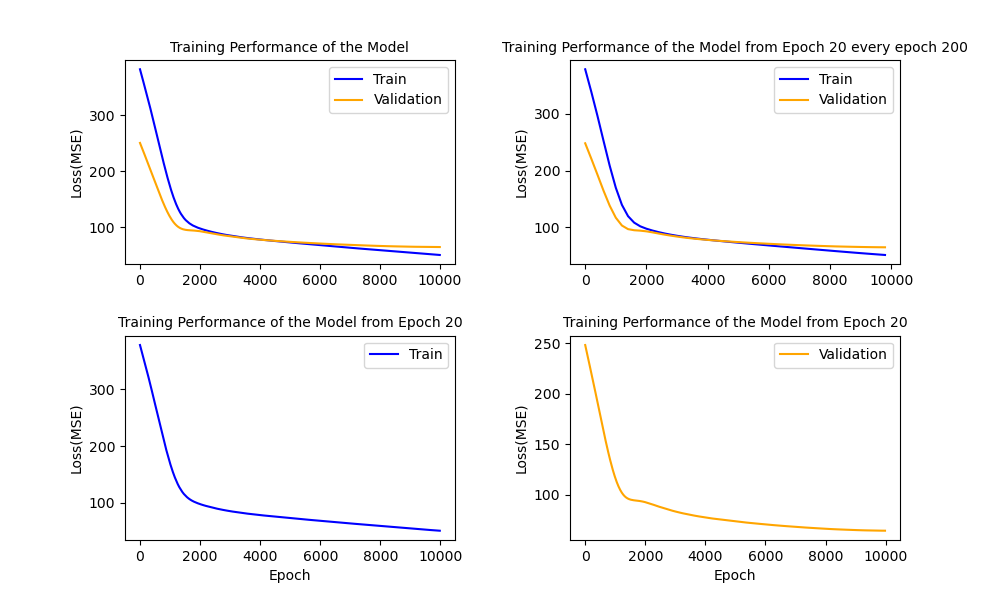 Training Performance of the Model
Loss(MSE)
300
200
100
0 2000 4000 6000 8000 10000
Train
Validation
Training Performance of the Model from Epoch 20 every epoch 200
Loss(MSE)
300
200
100
0 2000 4000 6000 8000 10000
Train
Validation
Training Performance of the Model from Epoch 20
Loss(MSE)
300
200
100
0 2000 4000 6000 8000 10000
Epoch
Train
Training Performance of the Model from Epoch 20
Loss(MSE)
250
200
150
100
0 2000 4000 6000 8000 10000
Epoch
Validation